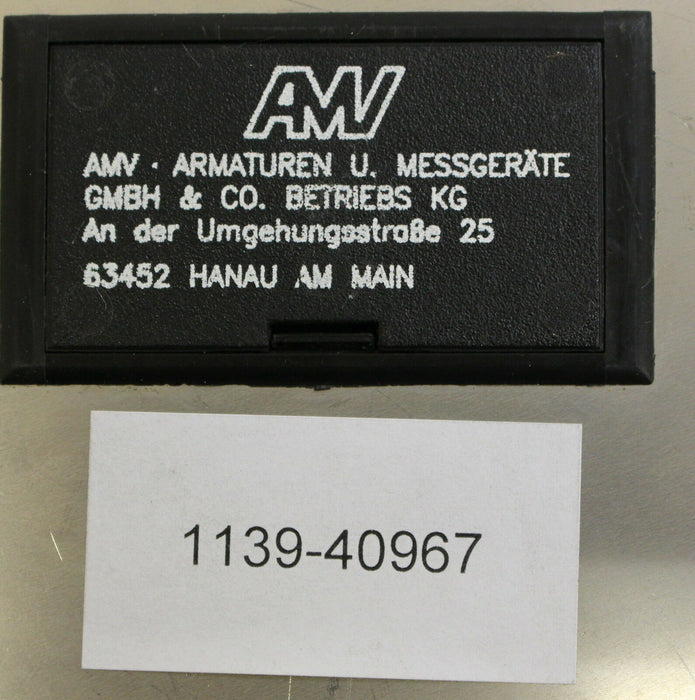 AMV
AMV · ARMATUREN U. MESSGERÄTE
GMBH & CO. BETRIEBS KG
An der Umgehungsstraße 25
63452 HANAU AM MAIN
1139-40967